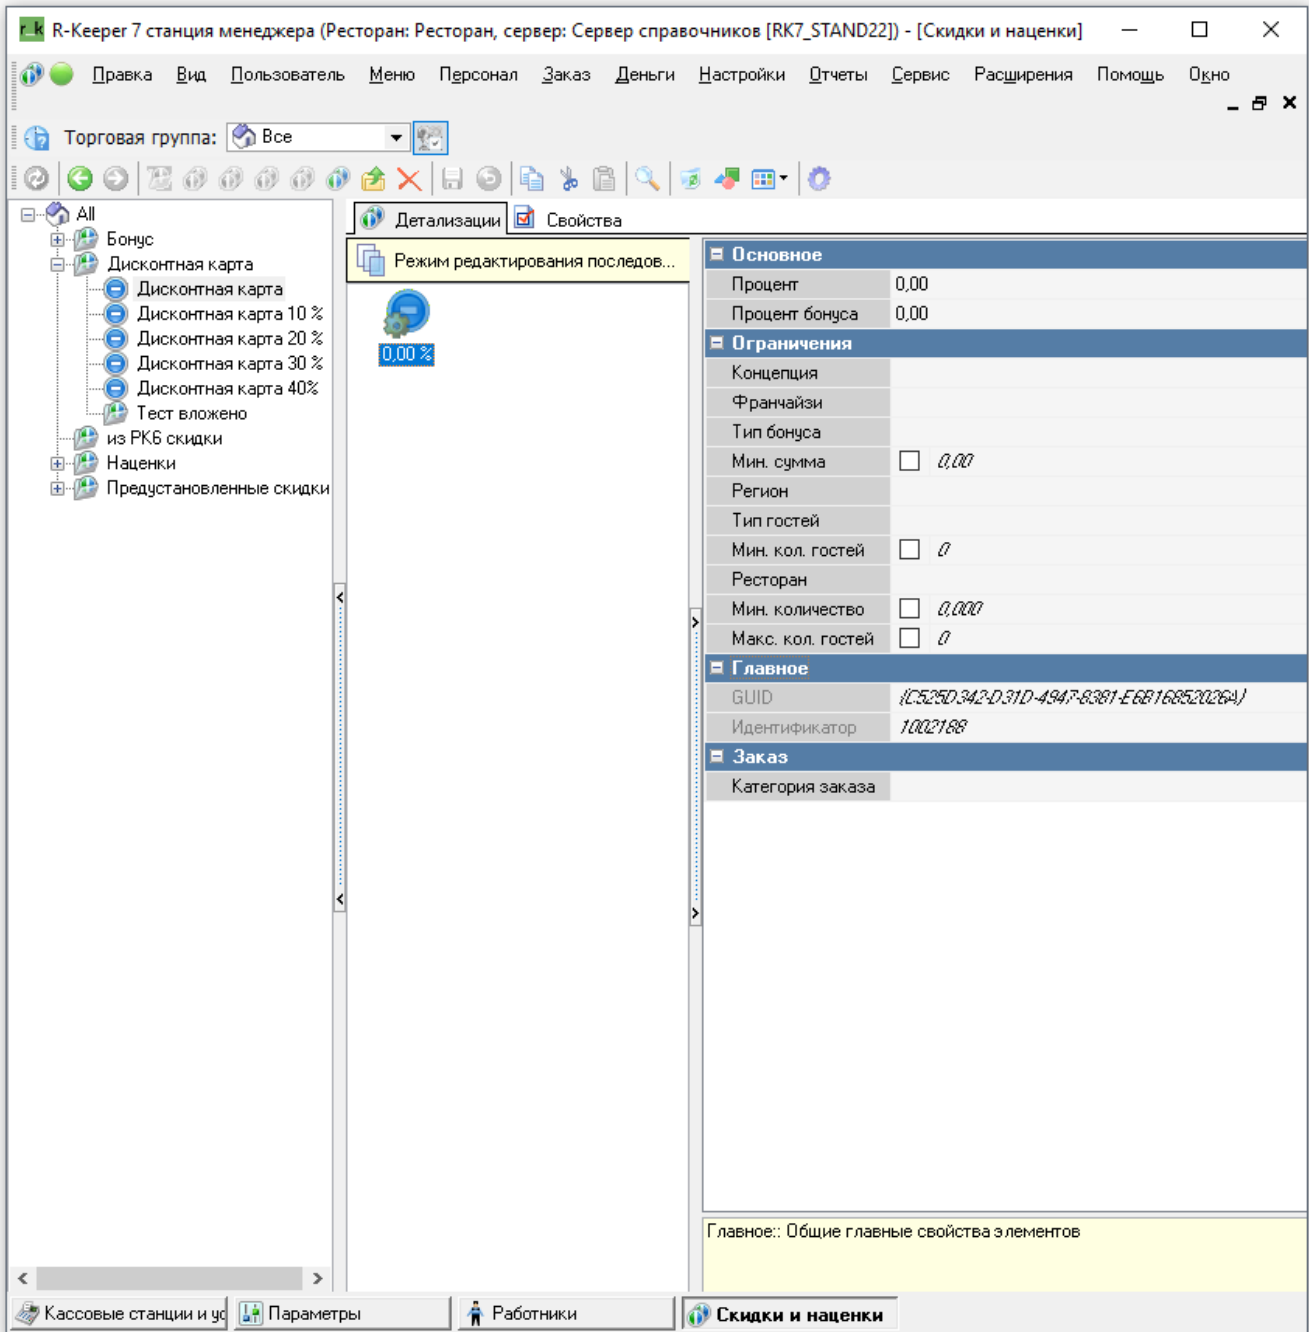 r_k R-Keeper 7 станция менеджера (Ресторан: Ресторан, сервер: Сервер справочников [RK7_STAND22]) - [Скидки и наценки]
Правка Вид Пользователь Меню Персонал Заказ Деньги Настройки Отчеты Сервис Расширения Помощь Окно
Торговая группа: Все
All
Бонус
Дисконтная карта
Дисконтная карта
Дисконтная карта 10 %
Дисконтная карта 20 %
Дисконтная карта 30 %
Дисконтная карта 40%
Тест вложено
из РК6 скидки
Наценки
Предустановленные скидки
Детализации Свойства
Режим редактирования последов...
0,00 %
Основное
Процент 0,00
Процент бонуса 0,00
Ограничения
Концепция
Франчайзи
Тип бонуса
Мин. сумма 0,00
Регион
Тип гостей
Мин. кол. гостей 0
Ресторан
Мин. количество 0,000
Макс. кол. гостей 0
Главное
GUID {C525D342-D31D-4947-8381-E6B16852026A}
Идентификатор 1002188
Заказ
Категория заказа
Главное:: Общие главные свойства элементов
Кассовые станции и ус Параметры Работники Скидки и наценки